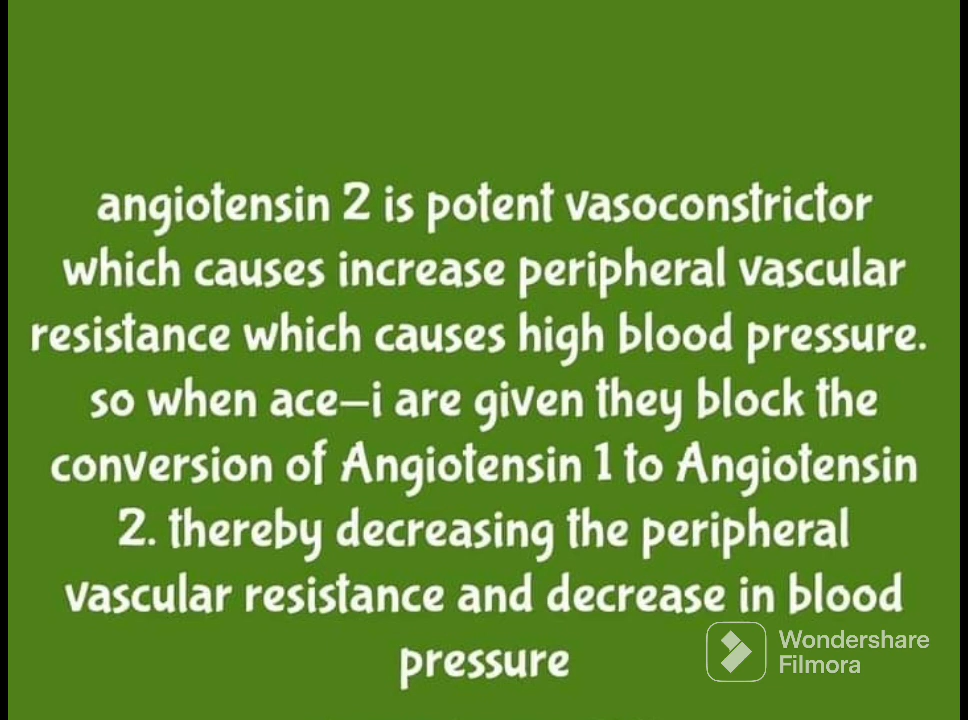 angiotensin 2 is potent vasoconstrictor
which causes increase peripheral vascular
resistance which causes high blood pressure.
so when ace-i are given they block the
conversion of Angiotensin 1 to Angiotensin
2. thereby decreasing the peripheral
vascular resistance and decrease in blood
pressure
Wondershare
Filmora